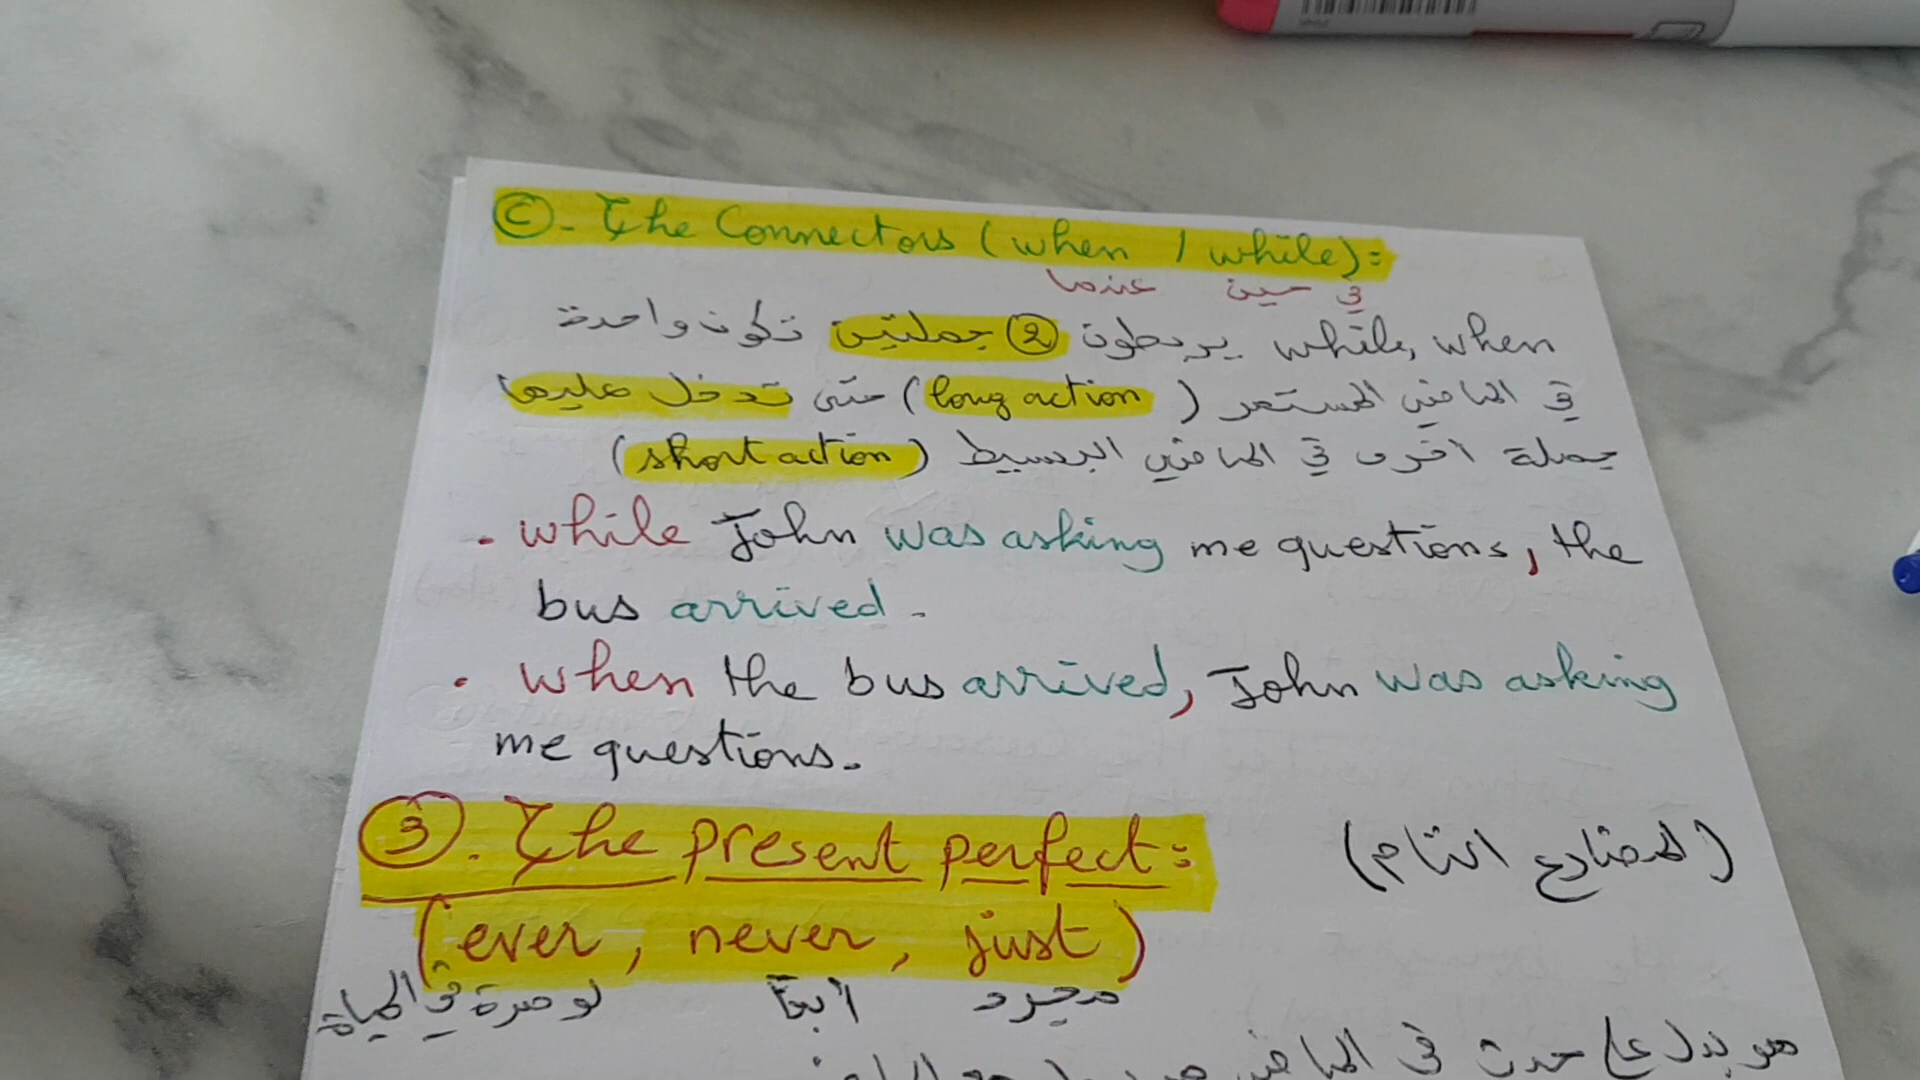 C. The Connectors (when / while):
في حين عندما
while, when يربطون 2 جملتين تكون واحدة
في الماضي المستمر (long action) حتى تدخل عليها
جملة اخرى في الماضي البسيط (short action)
. while John was asking me questions, the
bus arrived.
. when the bus arrived, John was asking
me questions.
3. The present perfect: (المضارع التام)
(ever, never, just)
لو مرة في الحياة أبدًا مجرد
هو يدل على حدث في الماضي